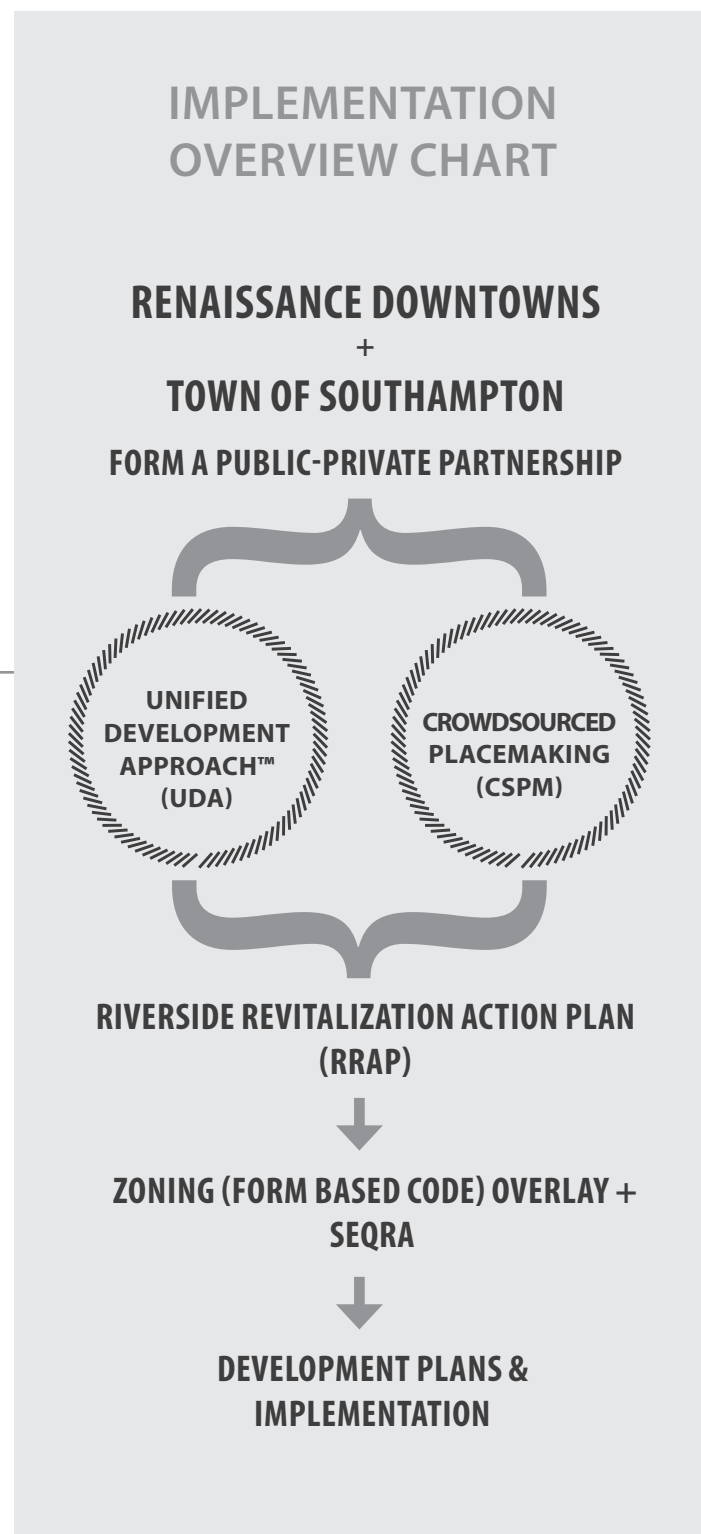 IMPLEMENTATION
OVERVIEW CHART
RENAISSANCE DOWNTOWNS
+
TOWN OF SOUTHAMPTON
FORM A PUBLIC-PRIVATE PARTNERSHIP
UNIFIED
DEVELOPMENT
APPROACH™
(UDA)
CROWDSOURCED
PLACEMAKING
(CSPM)
RIVERSIDE REVITALIZATION ACTION PLAN
(RRAP)
ZONING (FORM BASED CODE) OVERLAY +
SEQRA
DEVELOPMENT PLANS &
IMPLEMENTATION